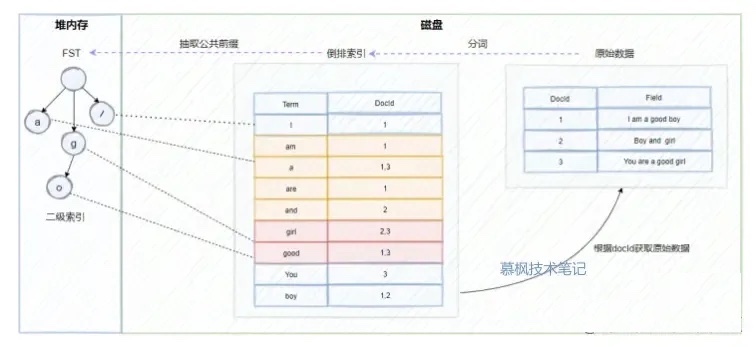 堆内存
磁盘
FST
抽取公共前缀
倒排索引
分词
原始数据
a
/
g
o
二级索引
Term DocId
I 1
am 1
a 1,3
are 1
and 2
girl 2,3
good 1,3
You 3
boy 1,2
DocId Field
1 I am a good boy
2 Boy and girl
3 You are a good girl
根据docId获取原始数据
慕枫技术笔记